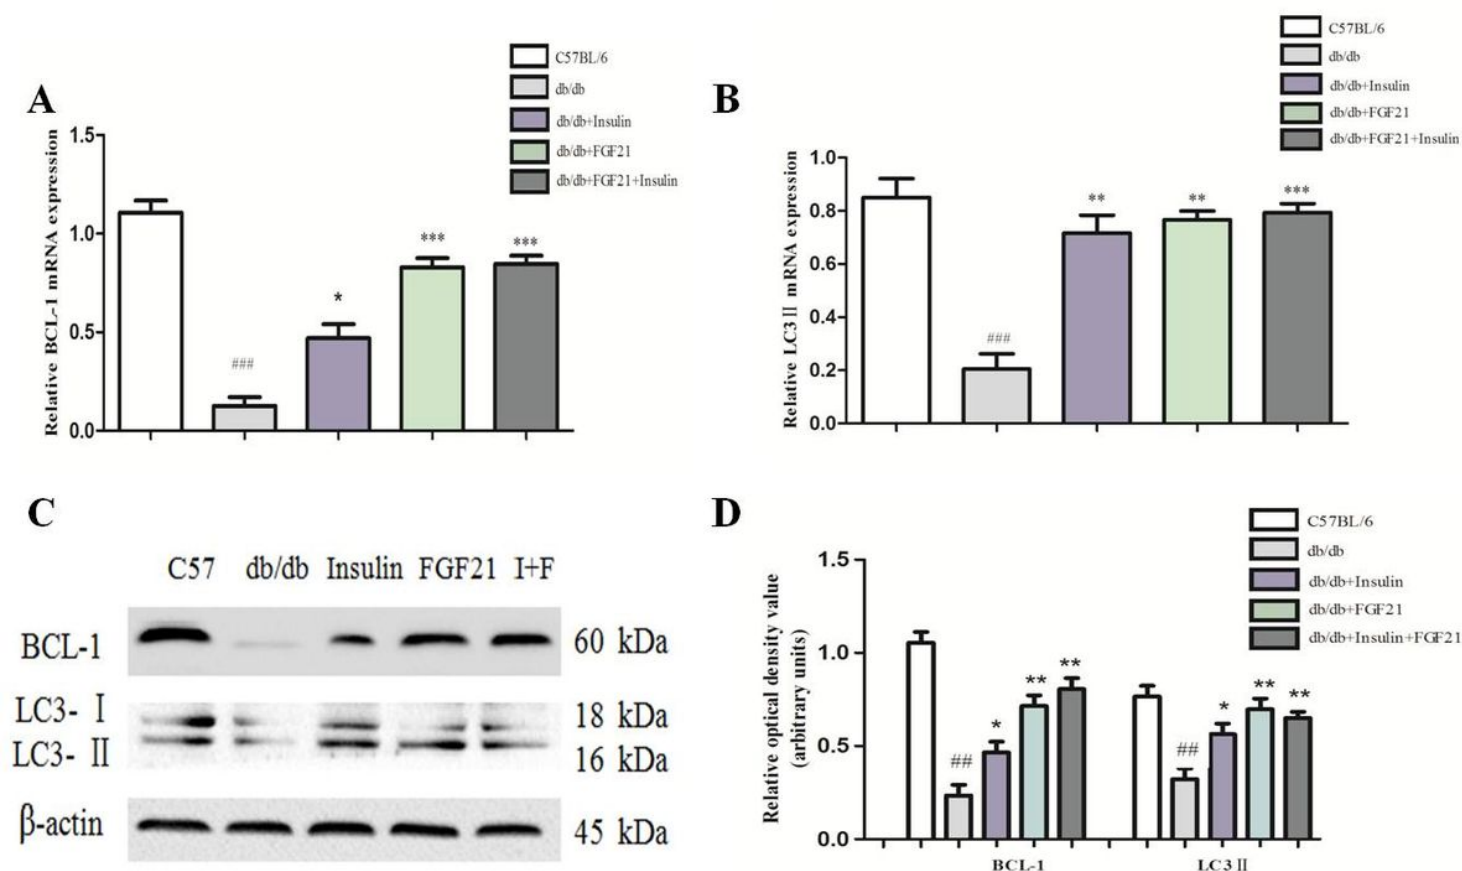 A
C57BL/6
db/db
db/db+Insulin
db/db+FGF21
db/db+FGF21+Insulin
Relative BCL-1 mRNA expression
1.5
1.0
0.5
0.0
###
*
***
***
B
C57BL/6
db/db
db/db+Insulin
db/db+FGF21
db/db+FGF21+Insulin
Relative LC3Ⅱ mRNA expression
1.0
0.8
0.6
0.4
0.2
0.0
###
**
**
***
C
C57 db/db Insulin FGF21 I+F
BCL-1 60 kDa
LC3-Ⅰ 18 kDa
LC3-Ⅱ 16 kDa
β-actin 45 kDa
D
C57BL/6
db/db
db/db+Insulin
db/db+FGF21
db/db+Insulin+FGF21
Relative optical density value
(arbitrary units)
1.5
1.0
0.5
0.0
##
*
**
**
##
*
**
**
BCL-1 LC3Ⅱ